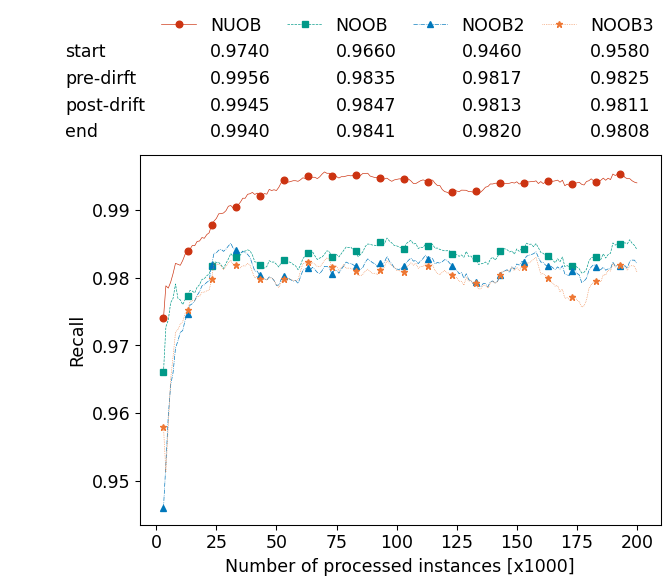 NUOB NOOB NOOB2 NOOB3
start 0.9740 0.9660 0.9460 0.9580
pre-dirft 0.9956 0.9835 0.9817 0.9825
post-drift 0.9945 0.9847 0.9813 0.9811
end 0.9940 0.9841 0.9820 0.9808
0.99
0.98
0.97
0.96
0.95
Recall
0 25 50 75 100 125 150 175 200
Number of processed instances [x1000]